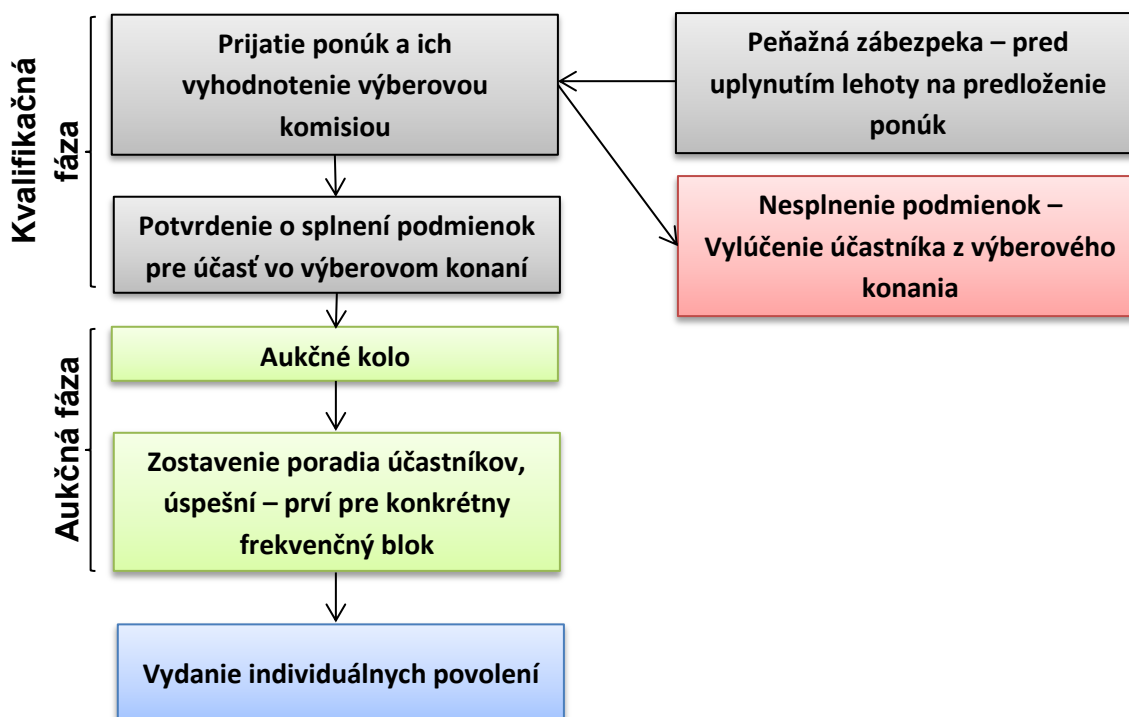 Kvalifikačná
fáza
Prijatie ponúk a ich
vyhodnotenie výberovou
komisiou
Peňažná zábezpeka – pred
uplynutím lehoty na predloženie
ponúk
Potvrdenie o splnení podmienok
pre účasť vo výberovom konaní
Nesplnenie podmienok –
Vylúčenie účastníka z výberového
konania
Aukčná fáza
Aukčné kolo
Zostavenie poradia účastníkov,
úspešní – prví pre konkrétny
frekvenčný blok
Vydanie individuálnych povolení